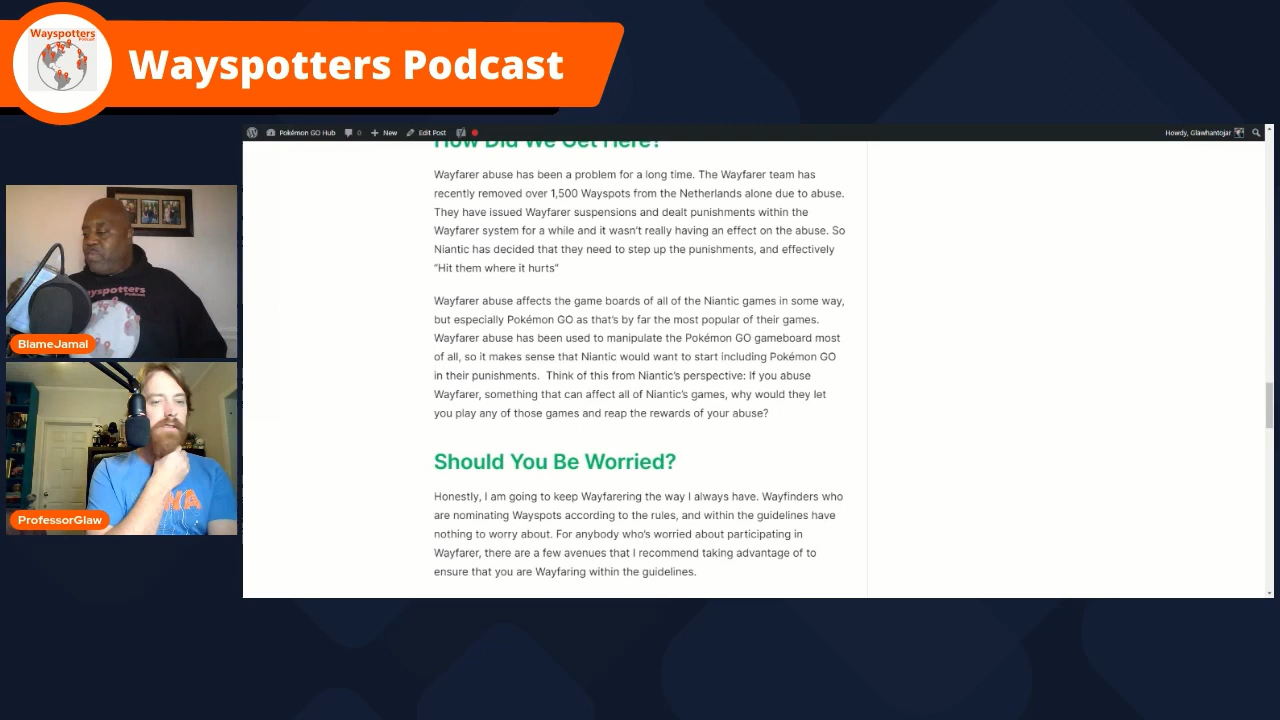 Wayspotters
Podcast
Wayspotters Podcast
Pokémon GO Hub 0 New Edit Post
Howdy, Glawhantojar
How Did We Get Here?
Wayfarer abuse has been a problem for a long time. The Wayfarer team has
recently removed over 1,500 Wayspots from the Netherlands alone due to abuse.
They have issued Wayfarer suspensions and dealt punishments within the
Wayfarer system for a while and it wasn't really having an effect on the abuse. So
Niantic has decided that they need to step up the punishments, and effectively
“Hit them where it hurts”
Wayfarer abuse affects the game boards of all of the Niantic games in some way,
but especially Pokémon GO as that's by far the most popular of their games.
Wayfarer abuse has been used to manipulate the Pokémon GO gameboard most
of all, so it makes sense that Niantic would want to start including Pokémon GO
in their punishments.  Think of this from Niantic's perspective: If you abuse
Wayfarer, something that can affect all of Niantic's games, why would they let
you play any of those games and reap the rewards of your abuse?
Should You Be Worried?
Honestly, I am going to keep Wayfarering the way I always have. Wayfinders who
are nominating Wayspots according to the rules, and within the guidelines have
nothing to worry about. For anybody who's worried about participating in
Wayfarer, there are a few avenues that I recommend taking advantage of to
ensure that you are Wayfaring within the guidelines.
BlameJamal
ProfessorGlaw